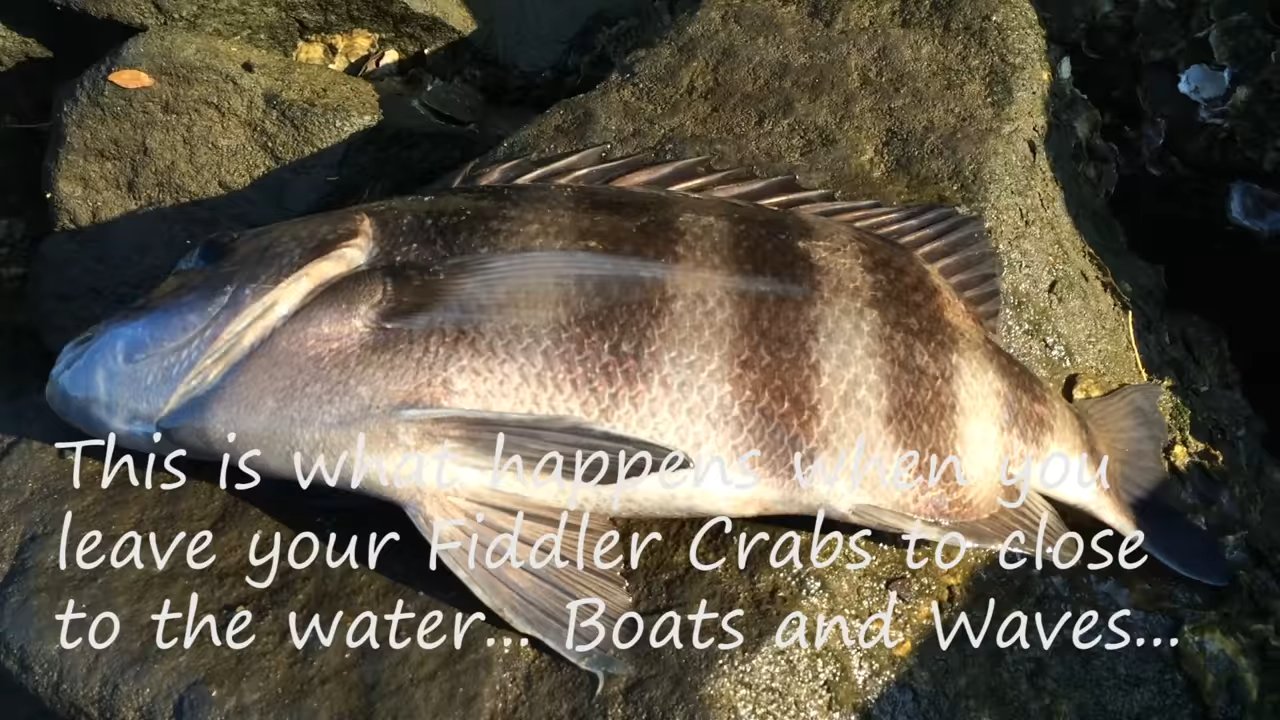 This is what happens when you
leave your Fiddler Crabs to close
to the water... Boats and Waves...